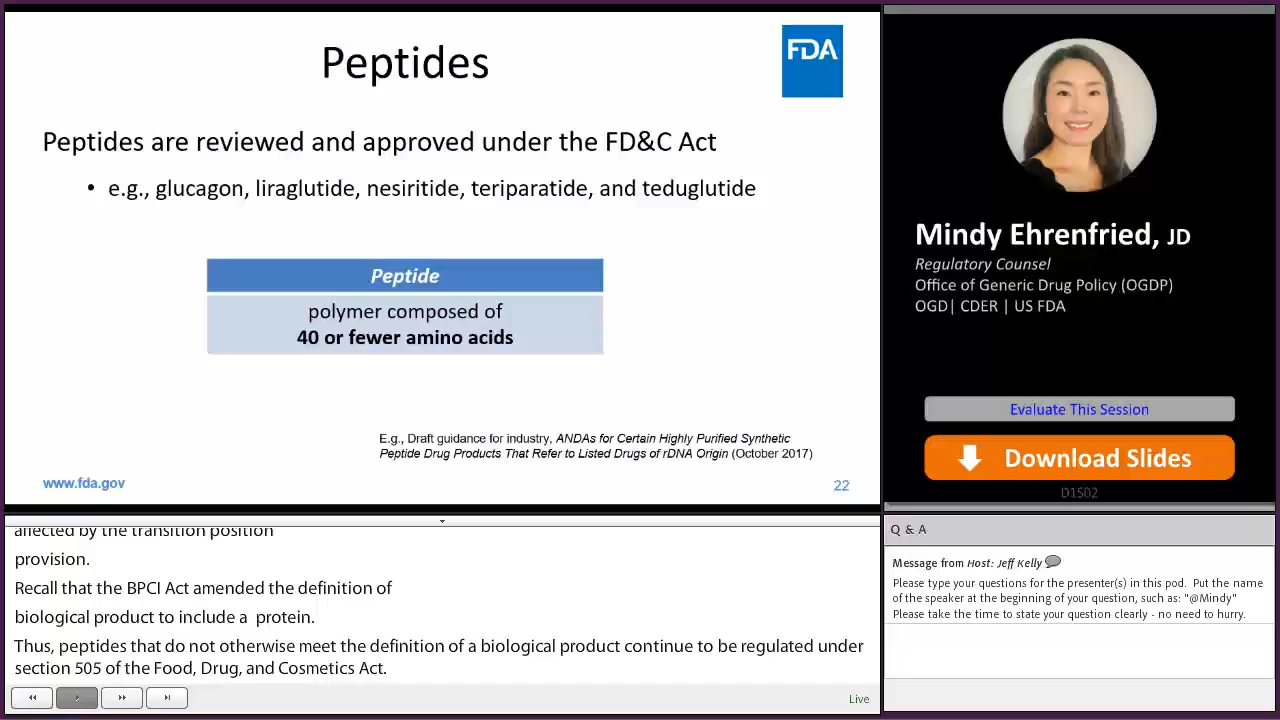 Peptides
FDA
Peptides are reviewed and approved under the FD&C Act
• e.g., glucagon, liraglutide, nesiritide, teriparatide, and teduglutide
Peptide
polymer composed of
40 or fewer amino acids
E.g., Draft guidance for industry, ANDAs for Certain Highly Purified Synthetic
Peptide Drug Products That Refer to Listed Drugs of rDNA Origin (October 2017)
www.fda.gov
22
Mindy Ehrenfried, JD
Regulatory Counsel
Office of Generic Drug Policy (OGDP)
OGD| CDER | US FDA
Evaluate This Session
Download Slides
D1S02
affected by the transition position
provision.
Recall that the BPCI Act amended the definition of
biological product to include a protein.
Thus, peptides that do not otherwise meet the definition of a biological product continue to be regulated under
section 505 of the Food, Drug, and Cosmetics Act.
Live
Q & A
Message from Host: Jeff Kelly
Please type your questions for the presenter(s) in this pod. Put the name
of the speaker at the beginning of your question, such as: "@Mindy"
Please take the time to state your question clearly - no need to hurry.